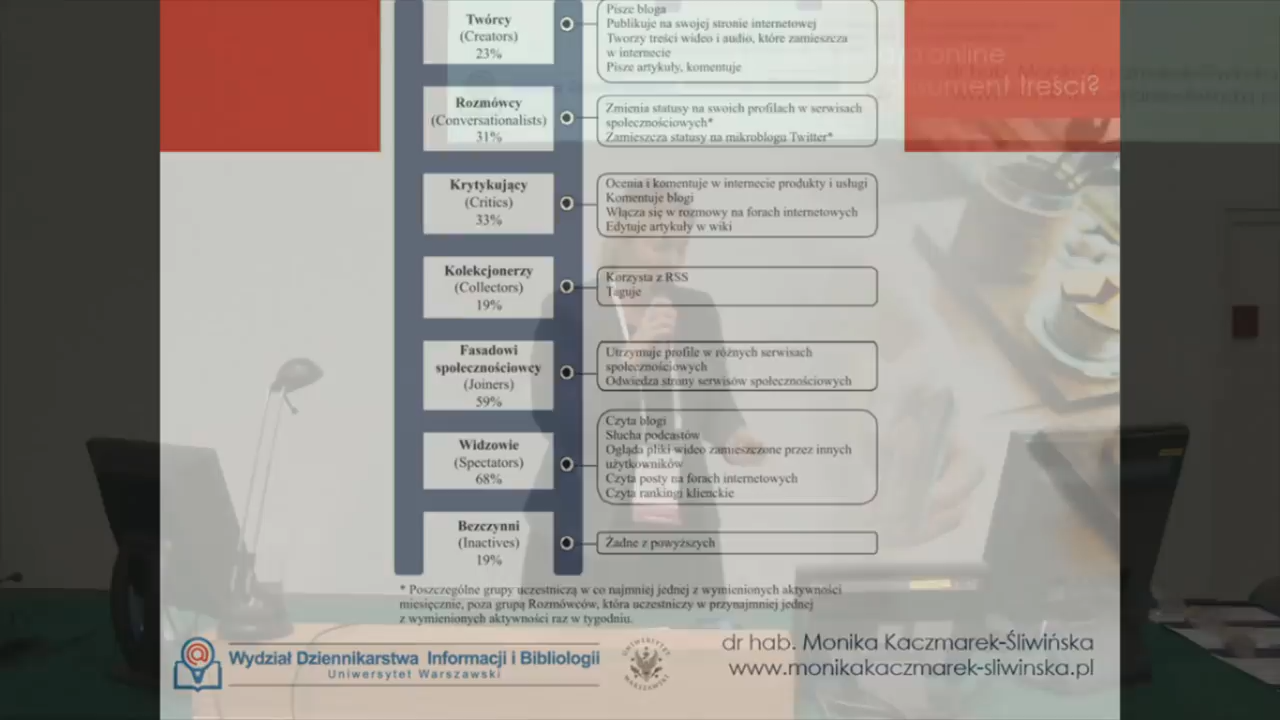 Twórcy
(Creators)
23%
Pisze bloga
Publikuje na swojej stronie internetowej
Tworzy treści wideo i audio, które zamieszcza
w internecie
Pisze artykuły, komentuje
online
treści?
Rozmówcy
(Conversationalists)
31%
Zmienia statusy na swoich profilach w serwisach
społecznościowych*
Zamieszcza statusy na mikroblogu Twitter*
Krytykujący
(Critics)
33%
Ocenia i komentuje w internecie produkty i usługi
Komentuje blogi
Włącza się w rozmowy na forach internetowych
Edytuje artykuły w wiki
Kolekcjonerzy
(Collectors)
19%
Korzysta z RSS
Taguje
Fasadowi
społecznościowcy
(Joiners)
59%
Utrzymuje profile w różnych serwisach
społecznościowych
Odwiedza strony serwisów społecznościowych
Widzowie
(Spectators)
68%
Czyta blogi
Słucha podcastów
Ogląda pliki wideo zamieszczone przez innych
użytkowników
Czyta posty na forach internetowych
Czyta rankingi klienckie
Bezczynni
(Inactives)
19%
Żadne z powyższych
* Poszczególne grupy uczestniczą w co najmniej jednej z wymienionych aktywności
miesięcznie, poza grupą Rozmówców, która uczestniczy w przynajmniej jednej
z wymienionych aktywności raz w tygodniu.
Wydział Dziennikarstwa Informacji i Bibliologii
Uniwersytet Warszawski
UNIWERSYTET
WARSZAWSKI
dr hab. Monika Kaczmarek-Śliwińska
www.monikakaczmarek-sliwinska.pl